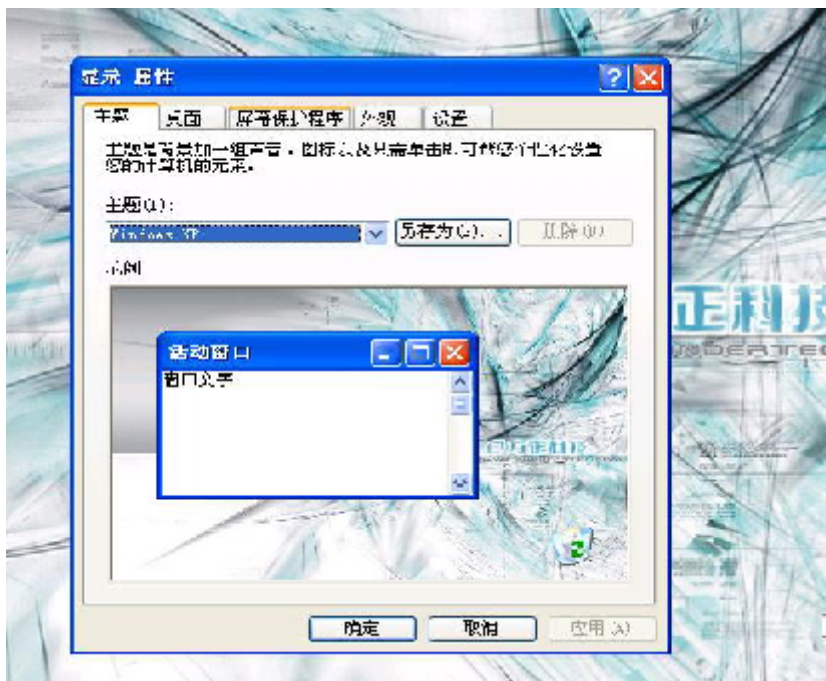 显示 属性
主题 桌面 屏幕保护程序 外观 设置
主题是背景加一组声音，图标以及只需单击即可帮您个性化设置
您的计算机的元素。
主题(T):
Windows XP 另存为(S)... 删除(D)
示例
活动窗口
窗口文字
方正科技
正科技
确定 取消 应用(A)